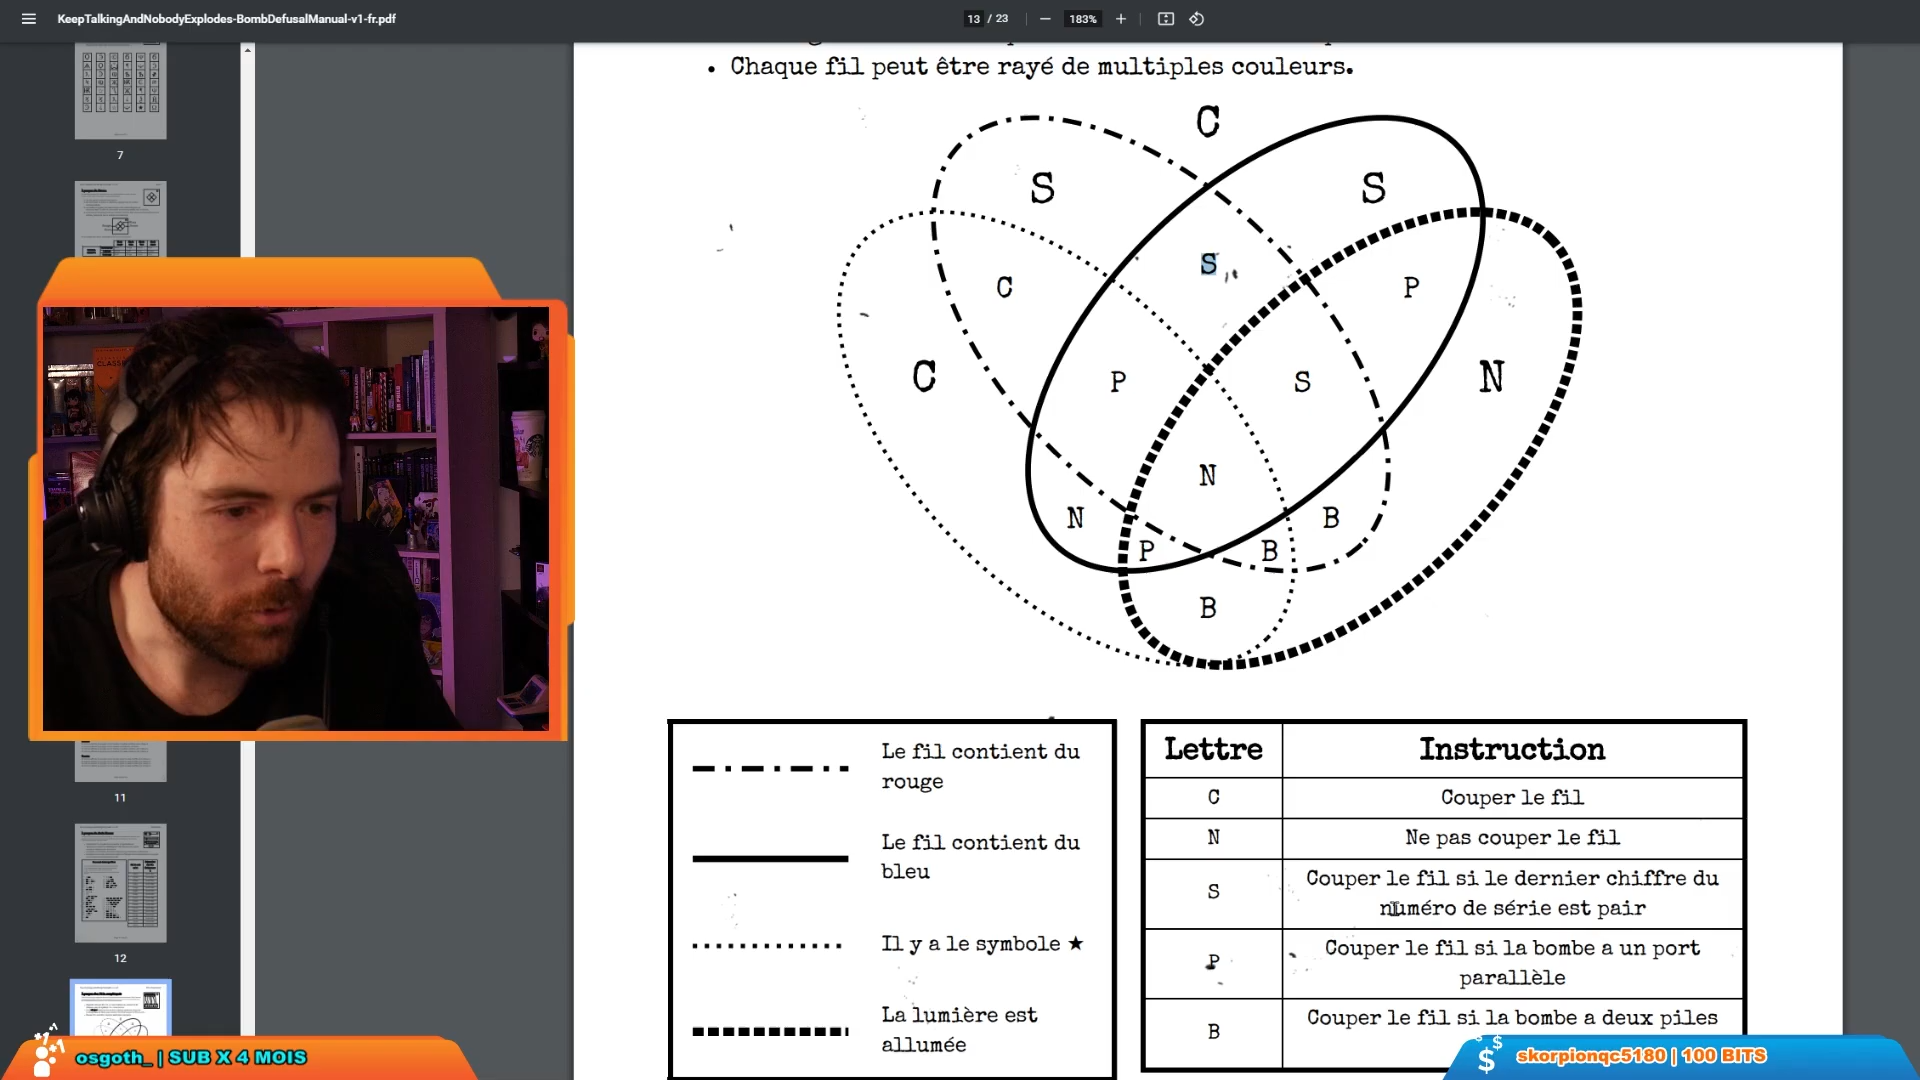 KeepTalkingAndNobodyExplodes-BombDefusalManual-v1-fr.pdf
13 / 23
183%
Chaque fil peut être rayé de multiples couleurs.
C
S
S
S
C
P
C
P
S
N
N
N
B
P
B
B
Le fil contient du
rouge
Le fil contient du
bleu
Il y a le symbole ★
La lumière est
allumée
Lettre Instruction
C Couper le fil
N Ne pas couper le fil
S Couper le fil si le dernier chiffre du
numéro de série est pair
P Couper le fil si la bombe a un port
parallèle
B Couper le fil si la bombe a deux piles
7
11
12
osgoth_ | SUB X 4 MOIS
skorpionqc5180 | 100 BITS